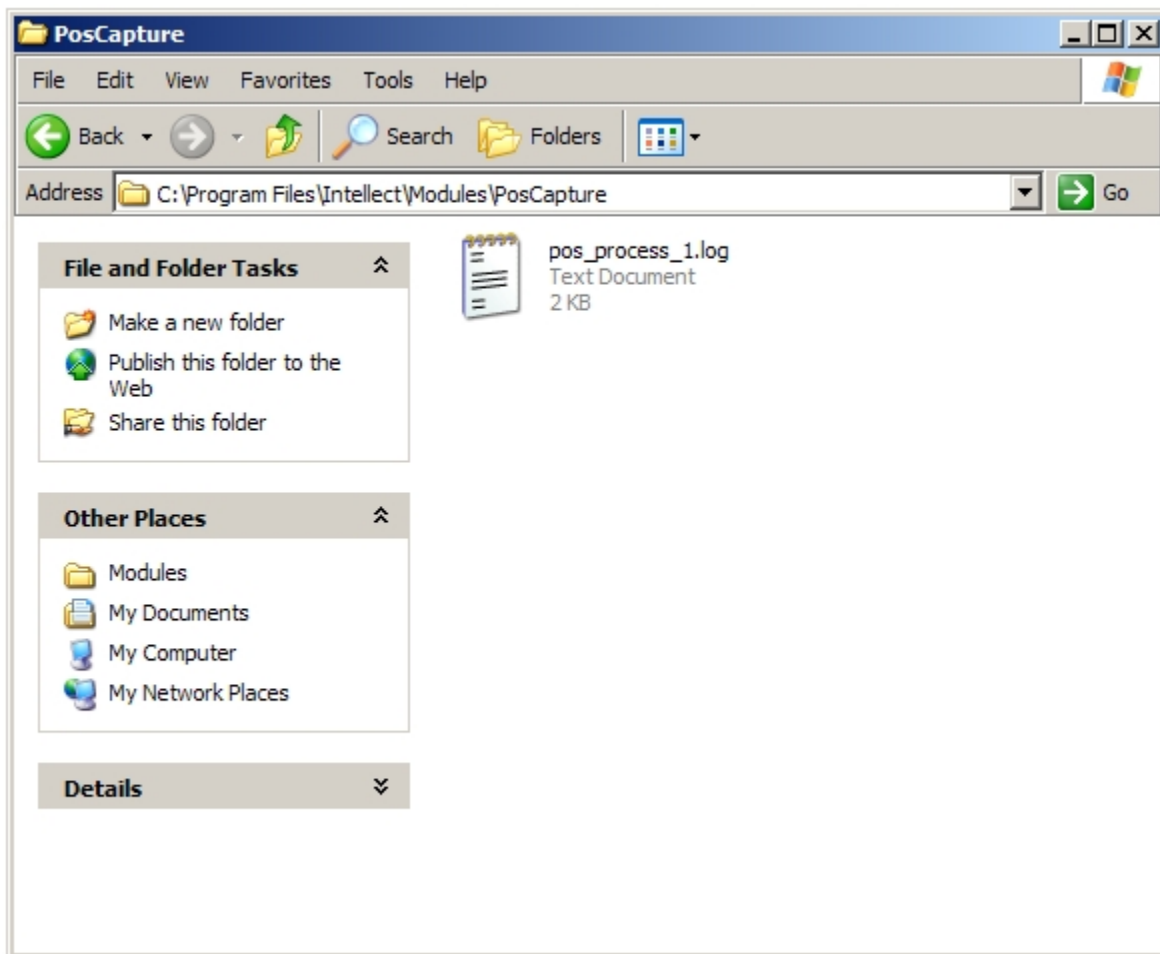 PosCapture
File Edit View Favorites Tools Help
Back Search Folders
Address C:\Program Files\Intellect\Modules\PosCapture Go
File and Folder Tasks
Make a new folder
Publish this folder to the
Web
Share this folder
Other Places
Modules
My Documents
My Computer
My Network Places
Details
pos_process_1.log
Text Document
2 KB